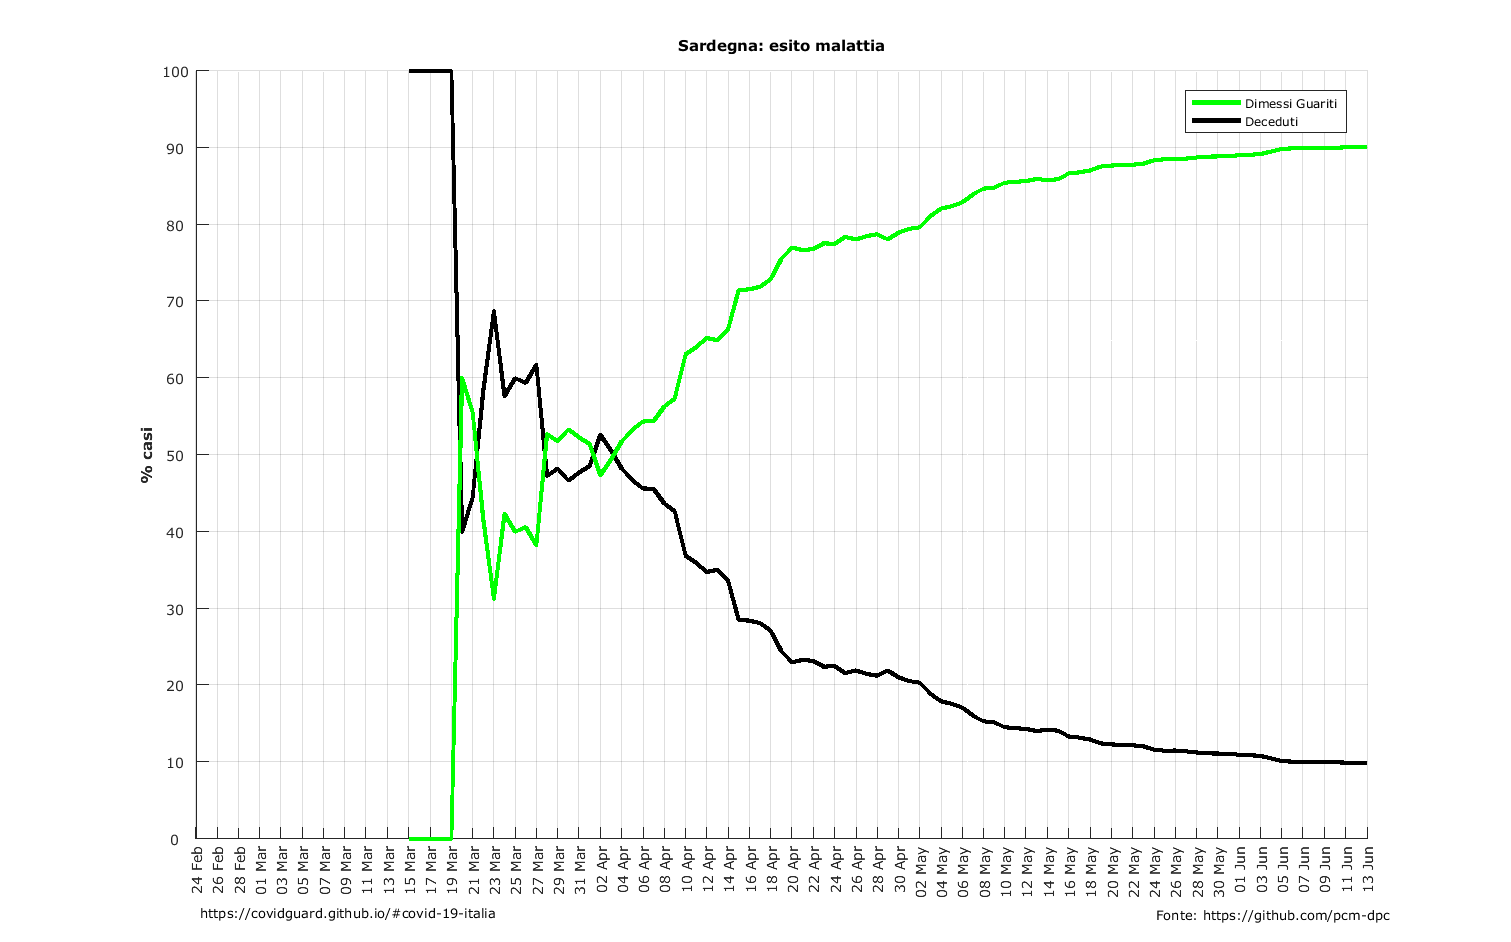 Sardegna: esito malattia
Dimessi Guariti
Deceduti
% casi
100
90
80
70
60
50
40
30
20
10
0
24 Feb
26 Feb
28 Feb
01 Mar
03 Mar
05 Mar
07 Mar
09 Mar
11 Mar
13 Mar
15 Mar
17 Mar
19 Mar
21 Mar
23 Mar
25 Mar
27 Mar
29 Mar
31 Mar
02 Apr
04 Apr
06 Apr
08 Apr
10 Apr
12 Apr
14 Apr
16 Apr
18 Apr
20 Apr
22 Apr
24 Apr
26 Apr
28 Apr
30 Apr
02 May
04 May
06 May
08 May
10 May
12 May
14 May
16 May
18 May
20 May
22 May
24 May
26 May
28 May
30 May
01 Jun
03 Jun
05 Jun
07 Jun
09 Jun
11 Jun
13 Jun
https://covidguard.github.io/#covid-19-italia
Fonte: https://github.com/pcm-dpc